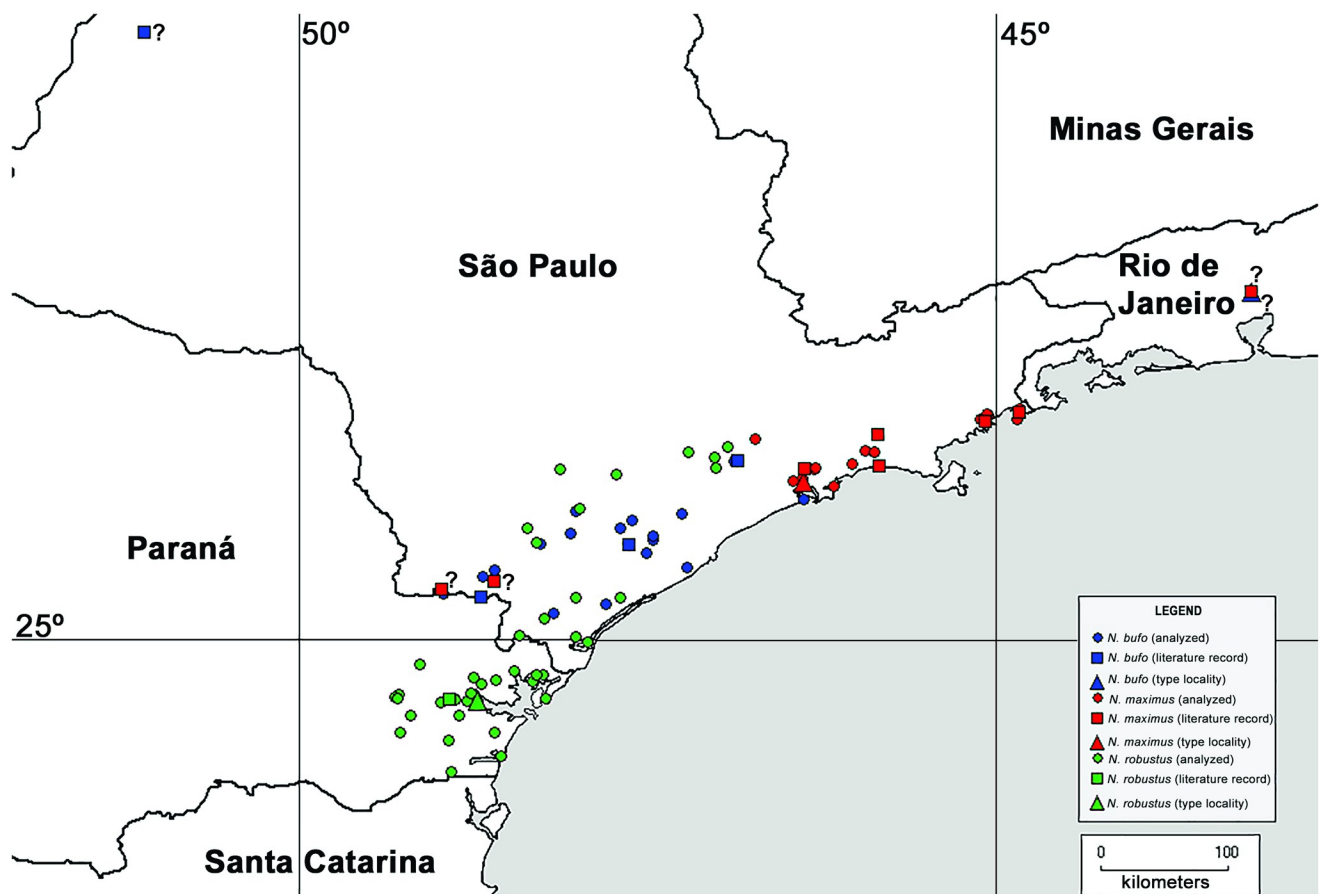 ?
50º
45º
Minas Gerais
São Paulo
Rio de
Janeiro
?
?
Paraná
?
?
25º
LEGEND
N. bufo (analyzed)
N. bufo (literature record)
N. bufo (type locality)
N. maximus (analyzed)
N. maximus (literature record)
N. maximus (type locality)
N. robustus (analyzed)
N. robustus (literature record)
N. robustus (type locality)
Santa Catarina
0 100
kilometers